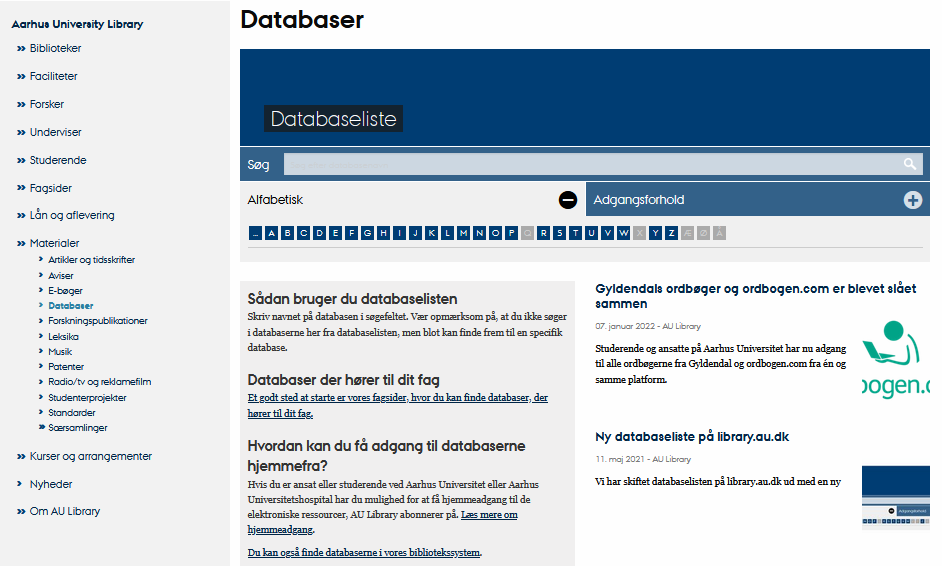 Aarhus University Library
Biblioteker
Faciliteter
Forsker
Underviser
Studerende
Fagsider
Lån og aflevering
Materialer
Artikler og tidsskrifter
Aviser
E-bøger
Databaser
Forskningspublikationer
Leksika
Musik
Patenter
Radio/tv og reklamefilm
Studenterprojekter
Standarder
Særsamlinger
Kurser og arrangementer
Nyheder
Om AU Library
Databaser
Databaseliste
Søg
Alfabetisk
Adgangsforhold
... A B C D E F G H I J K L M N O P Q R S T U V W X Y Z Æ Ø Å
Sådan bruger du databaselisten
Skriv navnet på databasen i søgefeltet. Vær opmærksom på, at du ikke søger
i databaserne her fra databaselisten, men blot kan finde frem til en specifik
database.
Databaser der hører til dit fag
Et godt sted at starte er vores fagsider, hvor du kan finde databaser, der
hører til dit fag.
Hvordan kan du få adgang til databaserne
hjemmefra?
Hvis du er ansat eller studerende ved Aarhus Universitet eller Aarhus
Universitetshospital har du mulighed for at få hjemmeadgang til de
elektroniske ressourcer, AU Library abonnerer på. Læs mere om
hjemmeadgang.
Du kan også finde databaserne i vores bibliotekssystem.
Gyldendals ordbøger og ordbogen.com er blevet slået
sammen
07. januar 2022 - AU Library
Studerende og ansatte på Aarhus Universitet har nu adgang
til alle ordbøgerne fra Gyldendal og ordbogen.com fra én og
samme platform.
bogen.c
Ny databaseliste på library.au.dk
11. maj 2021 - AU Library
Vi har skiftet databaselisten på library.au.dk ud med en ny
Adgangsforhold